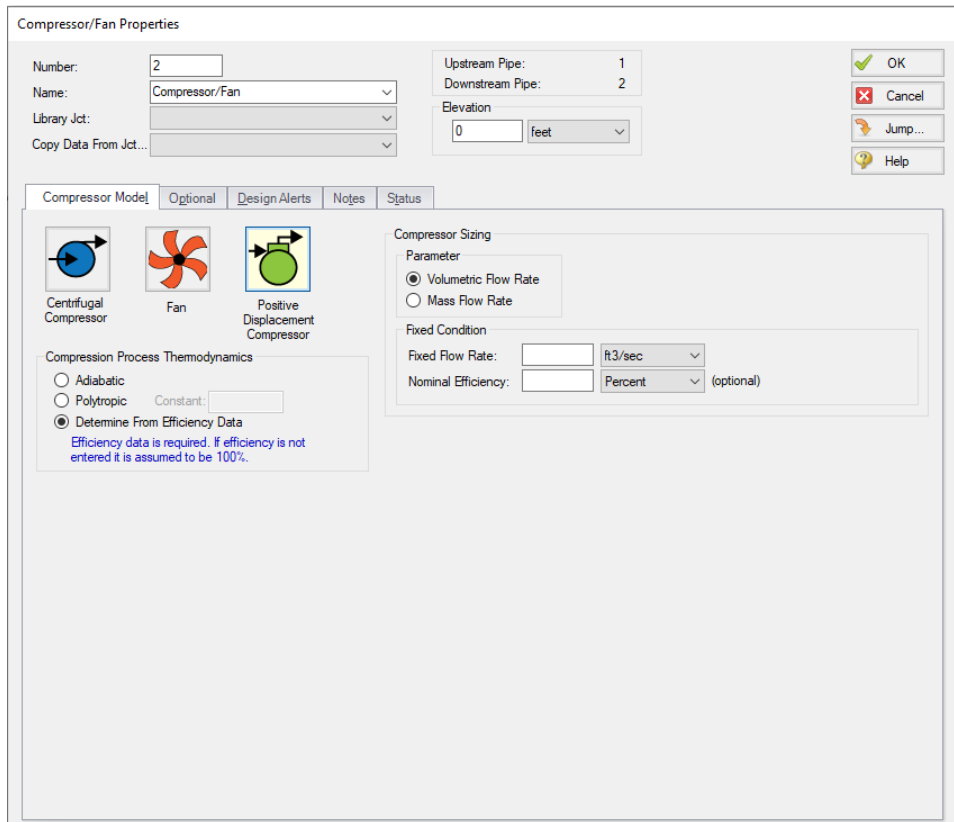 Compressor/Fan Properties
Number: 2
Name: Compressor/Fan
Library Jct:
Copy Data From Jct...
Upstream Pipe: 1
Downstream Pipe: 2
Elevation
0 feet
OK
Cancel
Jump...
Help
Compressor Model Optional Design Alerts Notes Status
Centrifugal
Compressor
Fan
Positive
Displacement
Compressor
Compression Process Thermodynamics
Adiabatic
Polytropic Constant:
Determine From Efficiency Data
Efficiency data is required. If efficiency is not
entered it is assumed to be 100%.
Compressor Sizing
Parameter
Volumetric Flow Rate
Mass Flow Rate
Fixed Condition
Fixed Flow Rate: ft3/sec
Nominal Efficiency: Percent (optional)